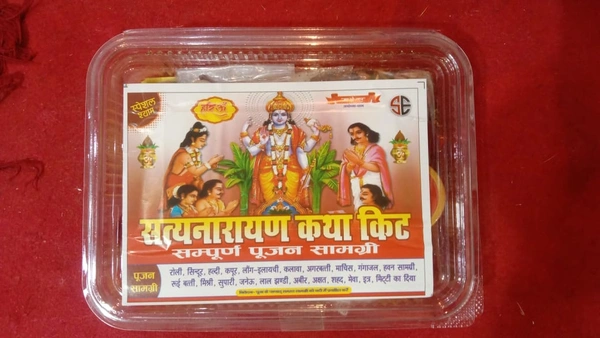 स्पेशल
SE
सत्यनारायण कथा किट
सम्पूर्ण पूजन सामग्री
पूजन
सामग्री
रोली, सिन्दूर, हल्दी, कपूर, लौंग-इलायची, कलावा, अगरबत्ती, माचिस, गंगाजल, हवन सामग्री,
रूई बत्ती, मिश्री, सुपारी, जनेऊ, लाल झण्डी, अबीर, अक्षत, शहद, मेवा, इत्र, मिट्टी का दिया